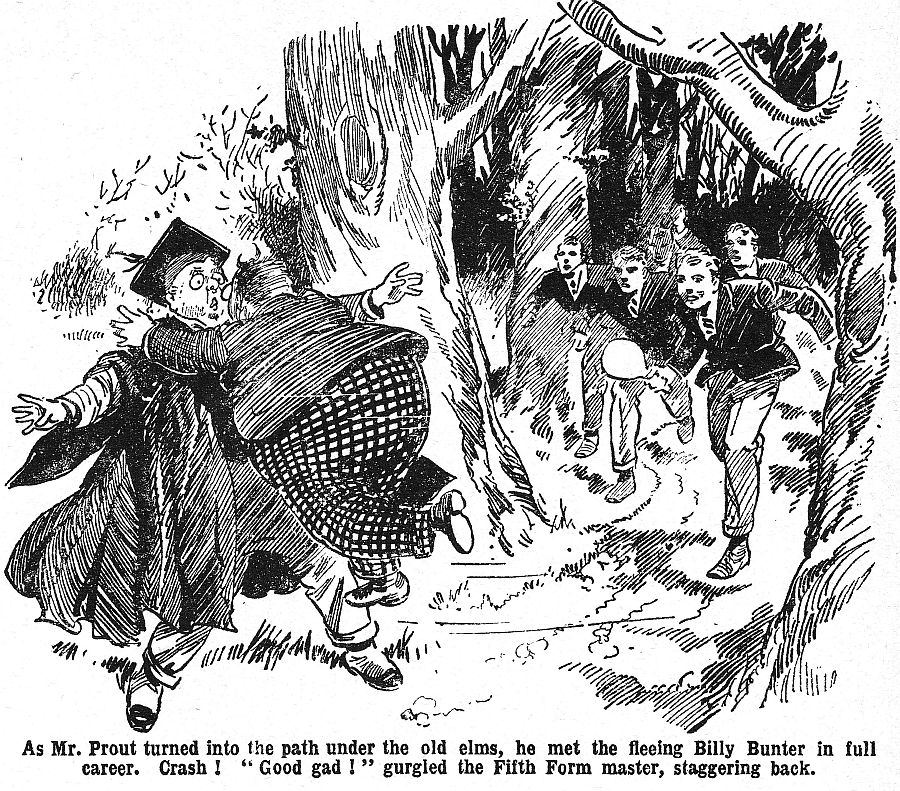 As Mr. Prout turned into the path under the old elms, he met the fleeing Billy Bunter in full
career. Crash ! " Good gad ! " gurgled the Fifth Form master, staggering back.